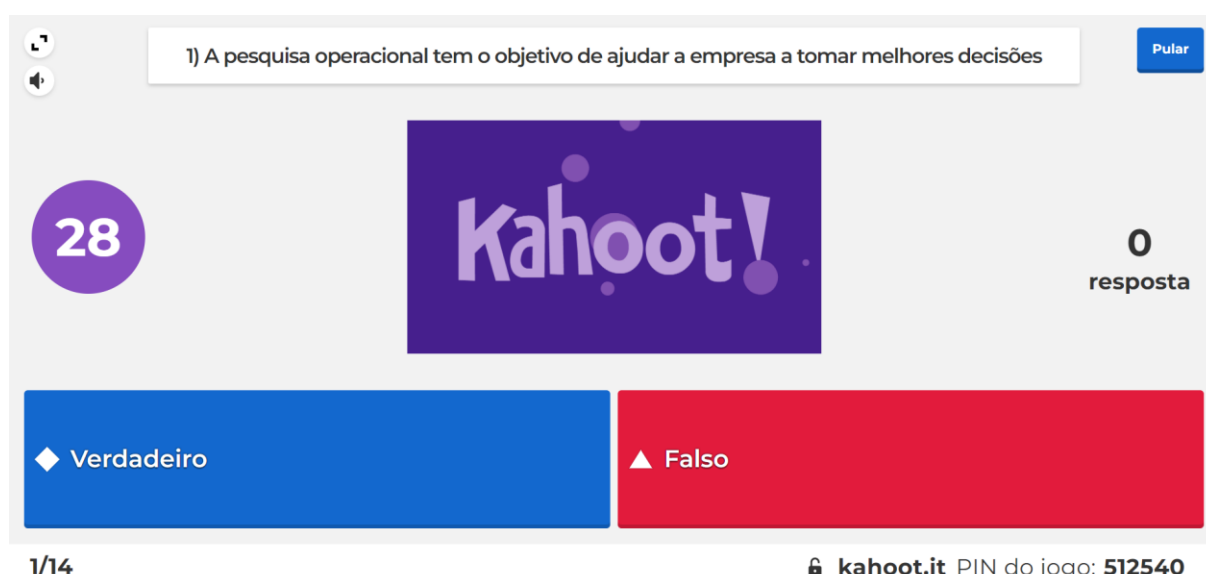 1) A pesquisa operacional tem o objetivo de ajudar a empresa a tomar melhores decisões
Pular
28
Kahoot!
0
resposta
Verdadeiro
Falso
1/14
kahoot.it PIN do jogo: 512540